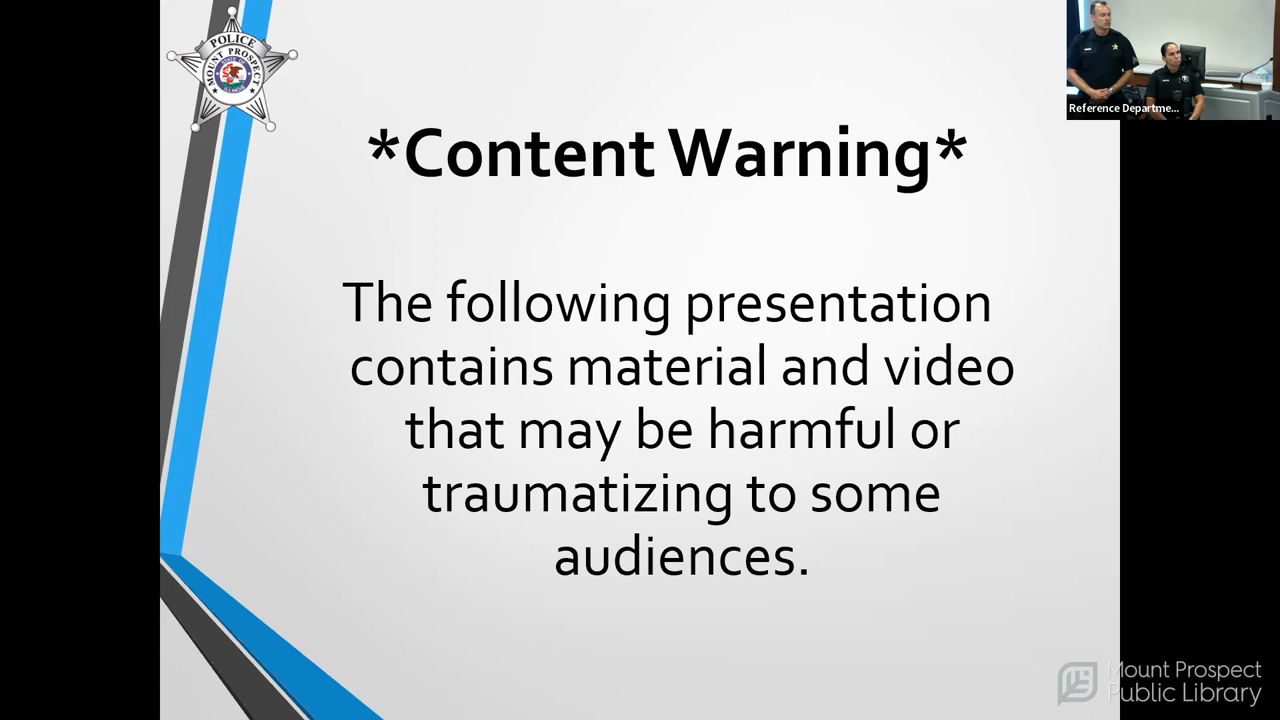 POLICE
MOUNT PROSPECT
ILLINOIS
*Content Warning*
The following presentation
contains material and video
that may be harmful or
traumatizing to some
audiences.
Reference Departme...
Mount Prospect
Public Library